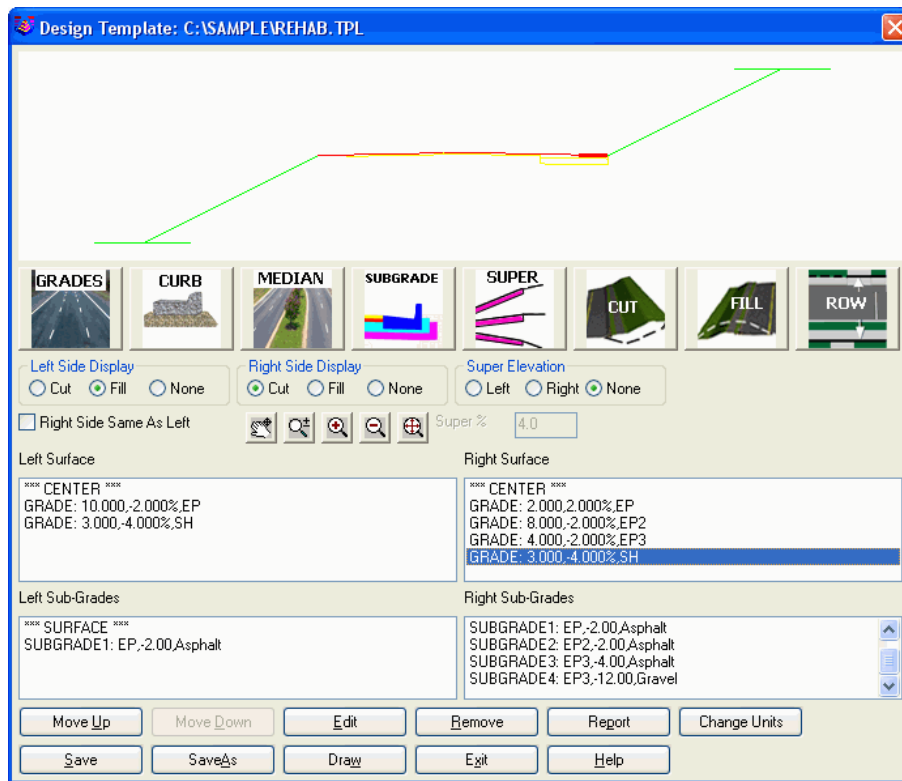 Design Template: C:\SAMPLE\REHAB.TPL
GRADES CURB MEDIAN SUBGRADE SUPER CUT FILL ROW
Left Side Display Right Side Display Super Elevation
Cut Fill None Cut Fill None Left Right None
Right Side Same As Left Super % 4.0
Left Surface
*** CENTER ***
GRADE: 10.000,-2.000%,EP
GRADE: 3.000,-4.000%,SH
Right Surface
*** CENTER ***
GRADE: 2.000,2.000%,EP
GRADE: 8.000,-2.000%,EP2
GRADE: 4.000,-2.000%,EP3
GRADE: 3.000,-4.000%,SH
Left Sub-Grades
*** SURFACE ***
SUBGRADE1: EP,-2.00,Asphalt
Right Sub-Grades
SUBGRADE1: EP,-2.00,Asphalt
SUBGRADE2: EP2,-2.00,Asphalt
SUBGRADE3: EP3,-4.00,Asphalt
SUBGRADE4: EP3,-12.00,Gravel
Move Up Move Down Edit Remove Report Change Units
Save SaveAs Draw Exit Help